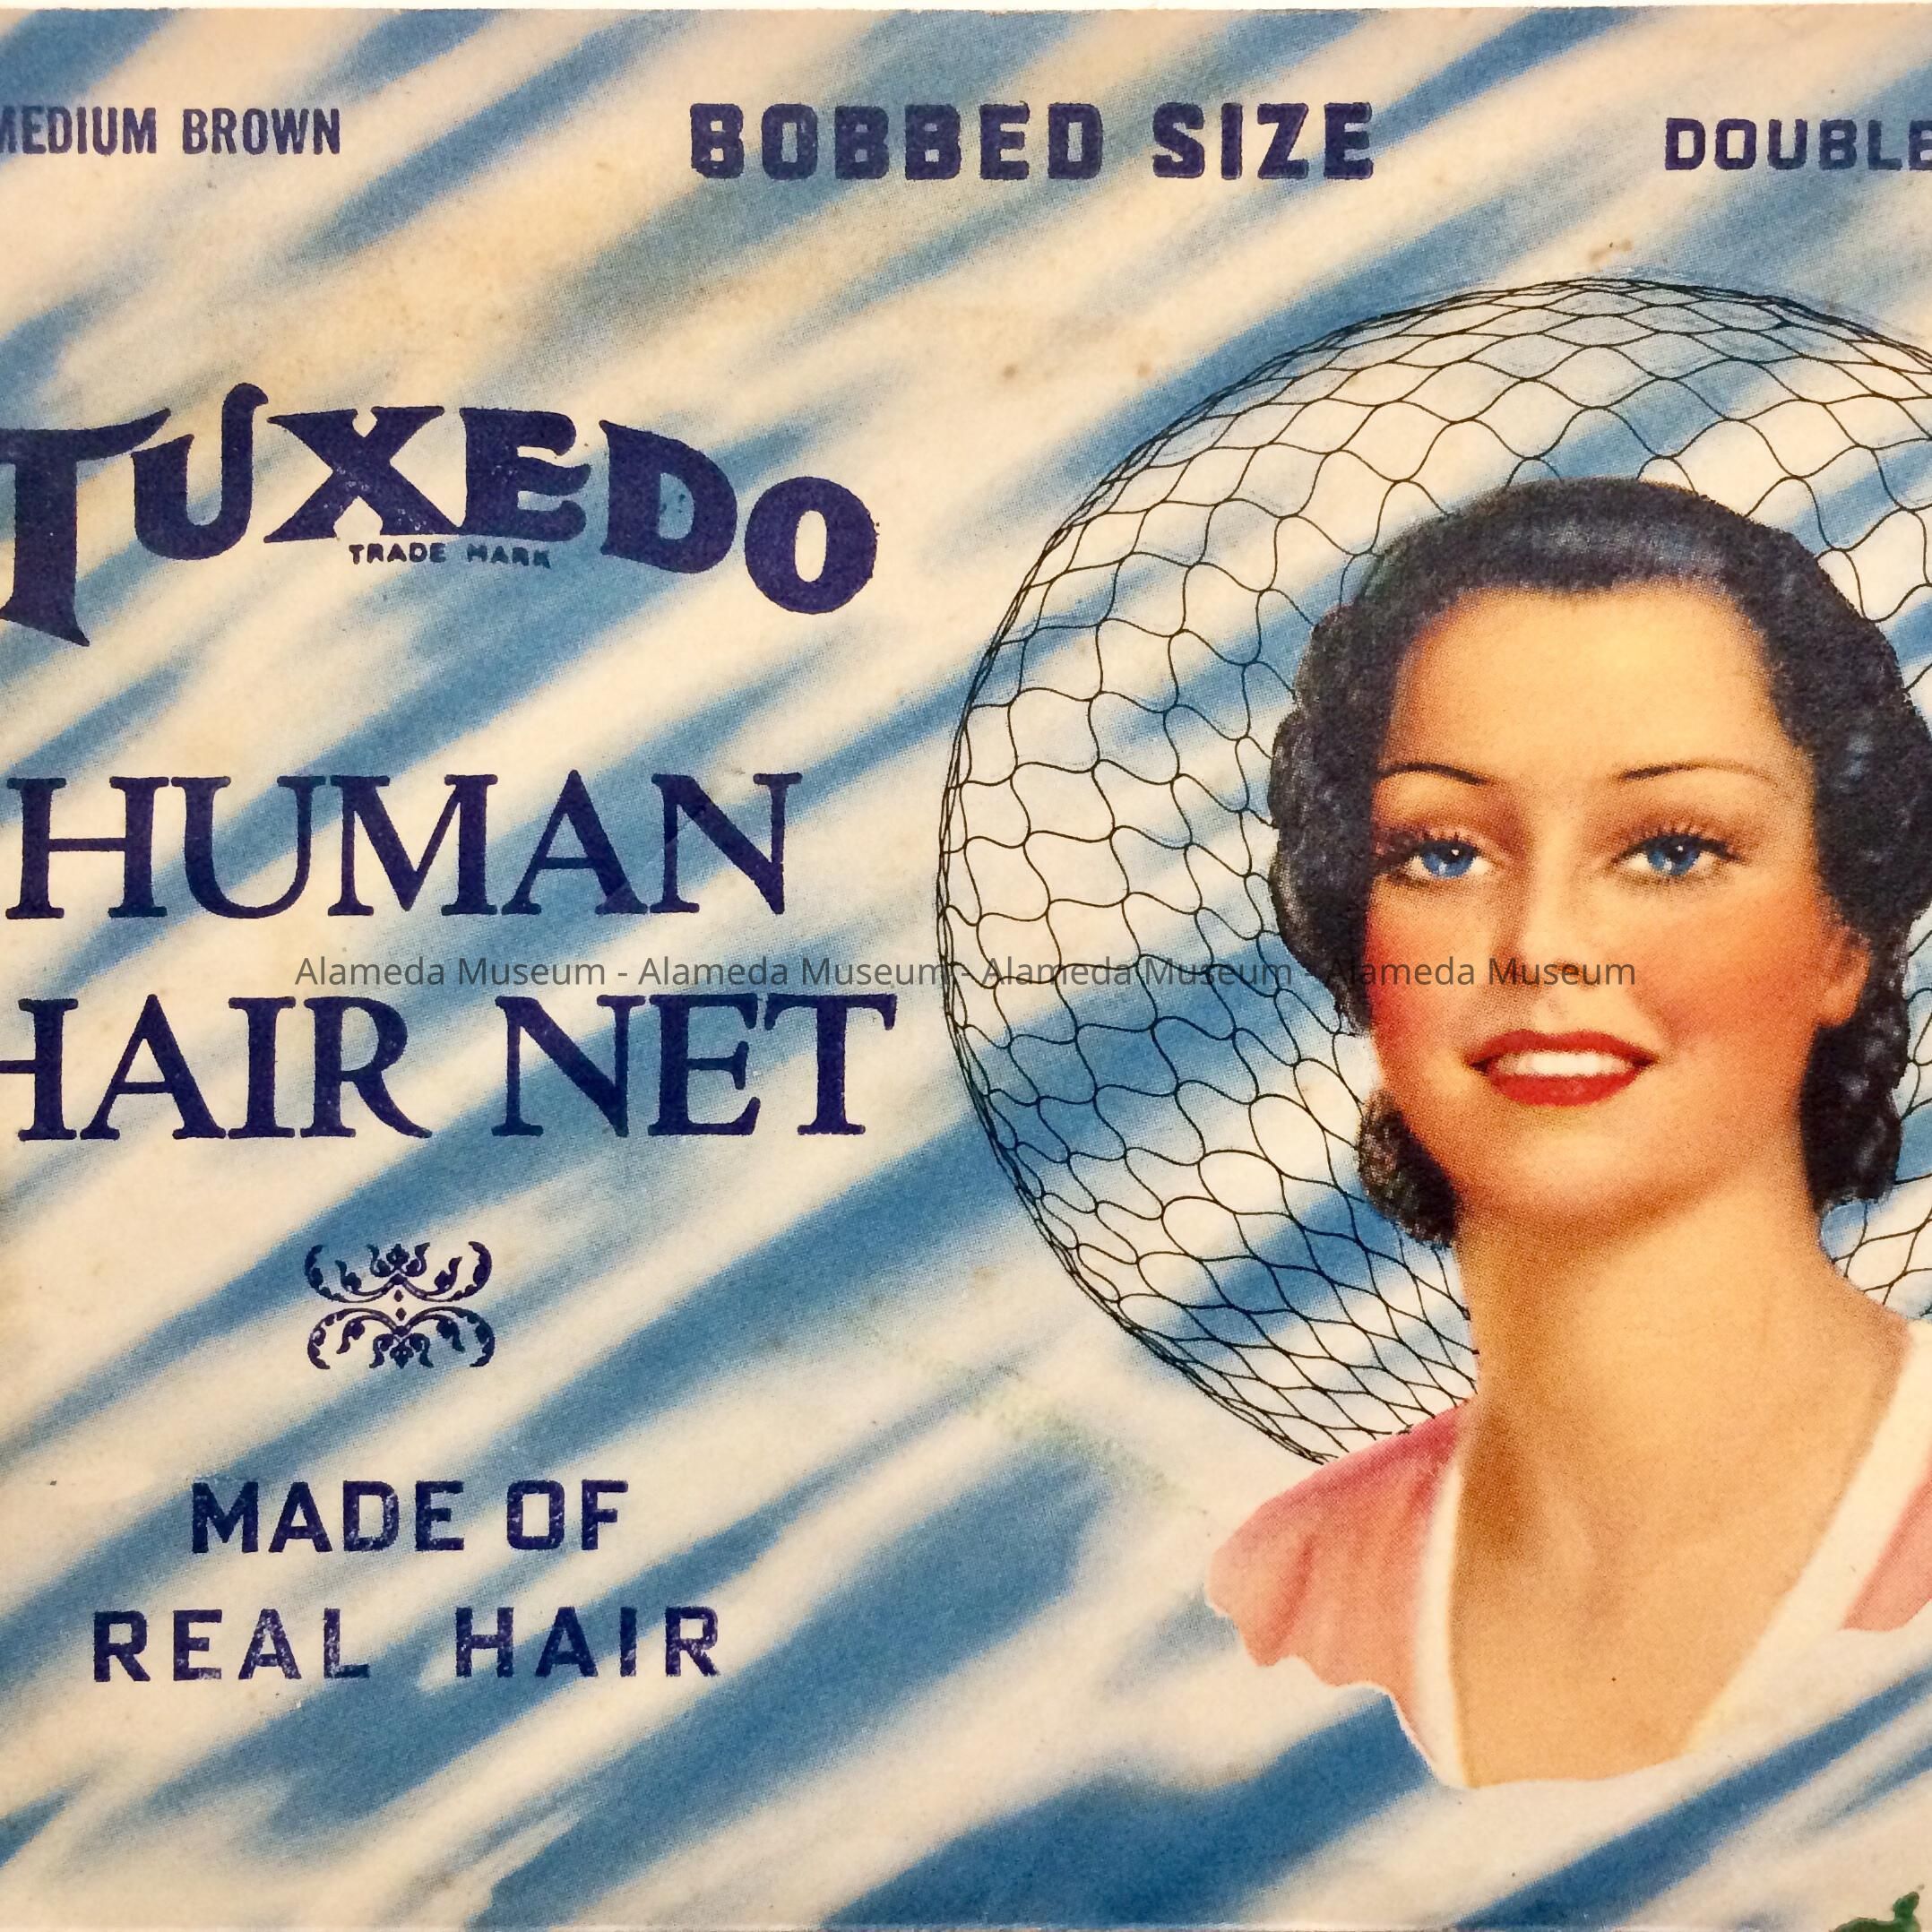 MEDIUM BROWN
BOBBED SIZE
DOUBLE
TUXEDO
TRADE MARK
HUMAN
HAIR NET
Alameda Museum - Alameda Museum - Alameda Museum - Alameda Museum
MADE OF
REAL HAIR